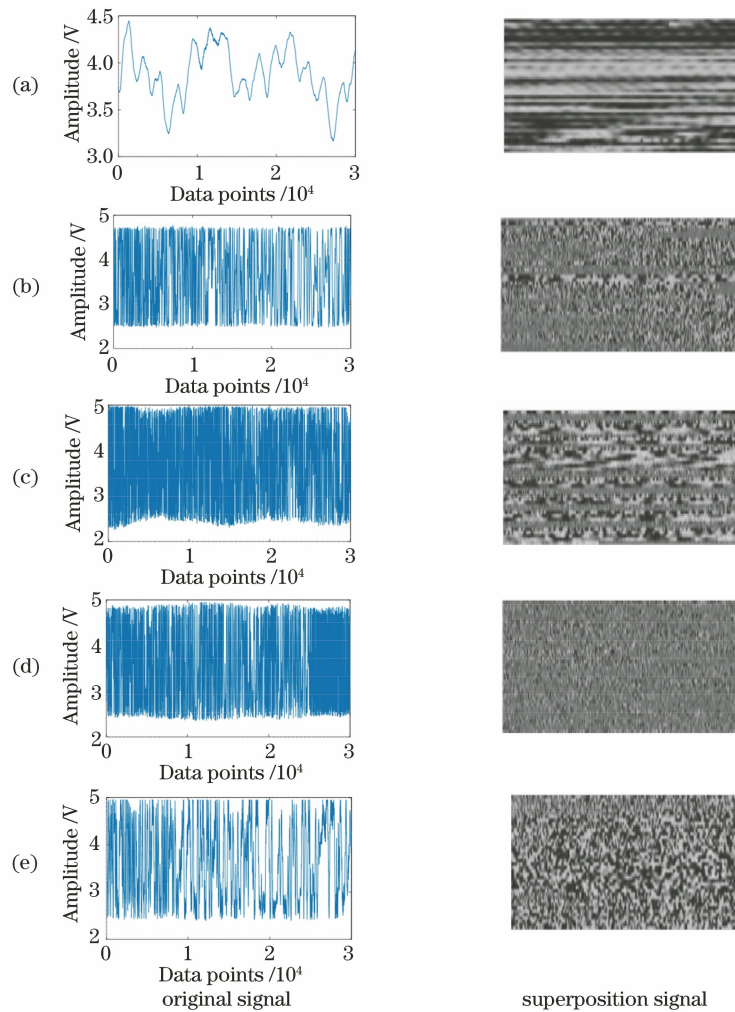 (a)
Amplitude /V
4.5
4.0
3.5
3.0
0 1 2 3
Data points /10⁴
(b)
Amplitude /V
5
4
3
2
0 1 2 3
Data points /10⁴
(c)
Amplitude /V
5
4
3
2
0 1 2 3
Data points /10⁴
(d)
Amplitude /V
5
4
3
2
0 1 2 3
Data points /10⁴
(e)
Amplitude /V
5
4
3
2
0 1 2 3
Data points /10⁴
original signal superposition signal